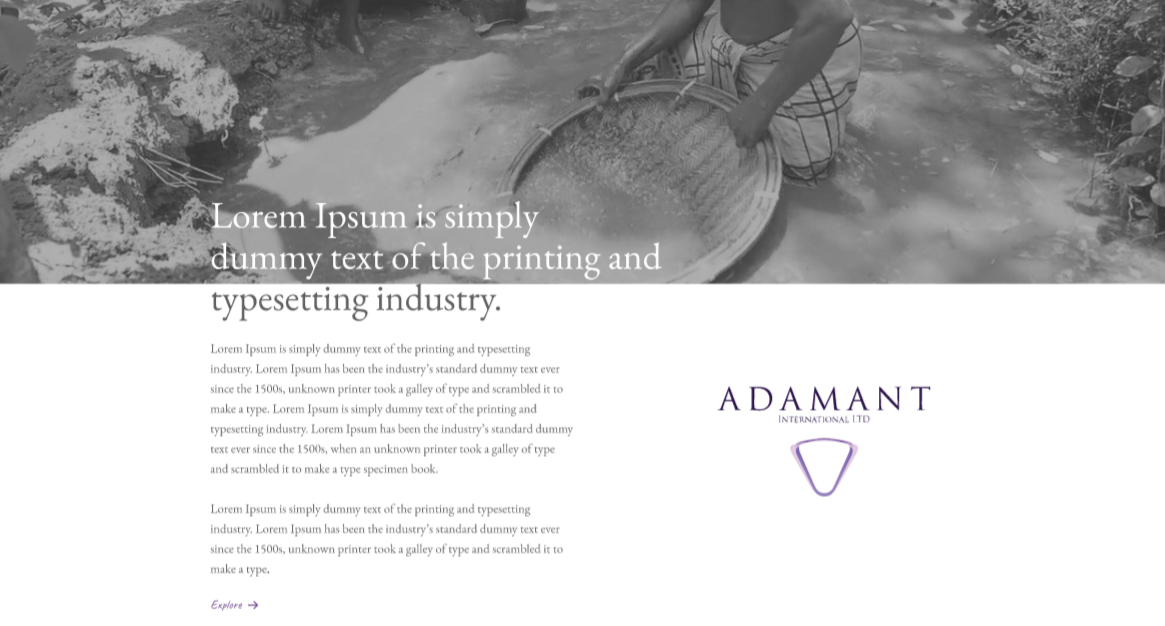 Lorem Ipsum is simply
dummy text of the printing and
typesetting industry.
Lorem Ipsum is simply dummy text of the printing and typesetting
industry. Lorem Ipsum has been the industry's standard dummy text ever
since the 1500s, unknown printer took a galley of type and scrambled it to
make a type. Lorem Ipsum is simply dummy text of the printing and
typesetting industry. Lorem Ipsum has been the industry's standard dummy
text ever since the 1500s, when an unknown printer took a galley of type
and scrambled it to make a type specimen book.
Lorem Ipsum is simply dummy text of the printing and typesetting
industry. Lorem Ipsum has been the industry's standard dummy text ever
since the 1500s, unknown printer took a galley of type and scrambled it to
make a type.
Explore →
ADAMANT
INTERNATIONAL LTD